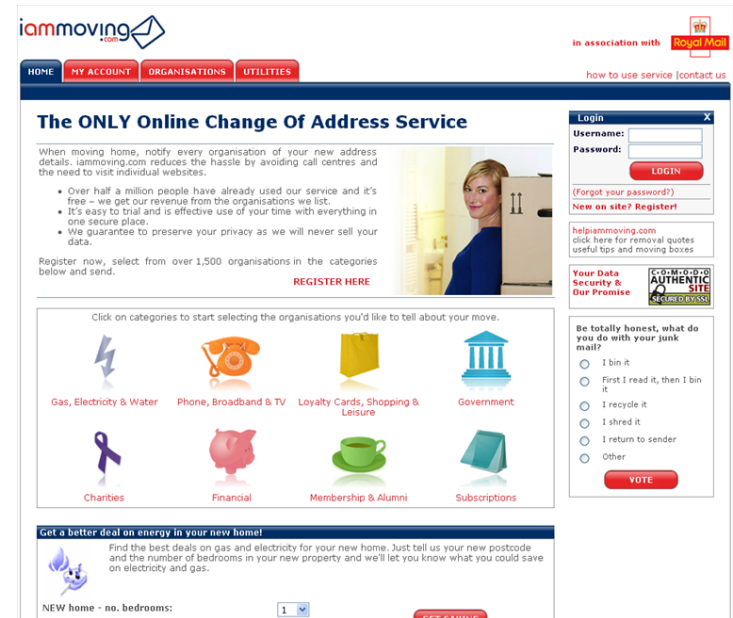 iammoving
.com
in association with
Royal Mail
HOME
MY ACCOUNT
ORGANISATIONS
UTILITIES
how to use service |contact us
The ONLY Online Change Of Address Service
When moving home, notify every organisation of your new address
details. iammoving.com reduces the hassle by avoiding call centres and
the need to visit individual websites.
• Over half a million people have already used our service and it's
free – we get our revenue from the organisations we list.
• It's easy to trial and is effective use of your time with everything in
one secure place.
• We guarantee to preserve your privacy as we will never sell your
data.
Register now, select from over 1,500 organisations in the categories
below and send.
REGISTER HERE
Login X
Username:
Password:
LOGIN
(Forgot your password?)
New on site? Register!
helpiammoving.com
click here for removal quotes
useful tips and moving boxes
Your Data
Security &
Our Promise
C·O·M·O·D·O
AUTHENTIC
SITE
SECURED BY SSL
Click on categories to start selecting the organisations you'd like to tell about your move.
Gas, Electricity & Water
Phone, Broadband & TV
Loyalty Cards, Shopping &
Leisure
Government
Charities
Financial
Membership & Alumni
Subscriptions
Be totally honest, what do
you do with your junk
mail?
I bin it
First I read it, then I bin
it
I recycle it
I shred it
I return to sender
Other
VOTE
Get a better deal on energy in your new home!
Find the best deals on gas and electricity for your new home. Just tell us your new postcode
and the number of bedrooms in your new property and we'll let you know what you could save
on electricity and gas.
NEW home - no. bedrooms:
1
GET SAVING